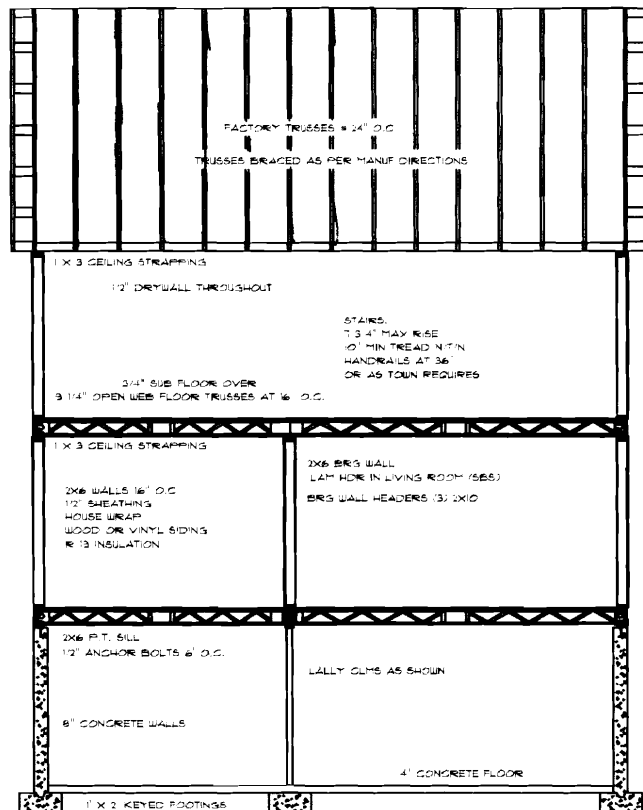 FACTORY TRUSSES @ 24" O.C
TRUSSES BRACED AS PER MANUF DIRECTIONS
1 X 3 CEILING STRAPPING
1/2" DRYWALL THROUGHOUT
STAIRS:
7 3/4" MAX RISE
10" MIN TREAD
HANDRAILS AT 36"
OR AS TOWN REQUIRES
3/4" SUB FLOOR OVER
9 1/4" OPEN WEB FLOOR TRUSSES AT 16" O.C.
1 X 3 CEILING STRAPPING
2X6 BRG WALL
LAM HDR IN LIVING ROOM (SBS)
BRG WALL HEADERS (3) 2X10
2X6 WALLS 16" O.C
1/2" SHEATHING
HOUSE WRAP
WOOD OR VINYL SIDING
R 13 INSULATION
2X6 P.T. SILL
1/2" ANCHOR BOLTS 6' O.C.
LALLY CLMS AS SHOWN
8" CONCRETE WALLS
4" CONCRETE FLOOR
1' X 2' KEYED FOOTINGS